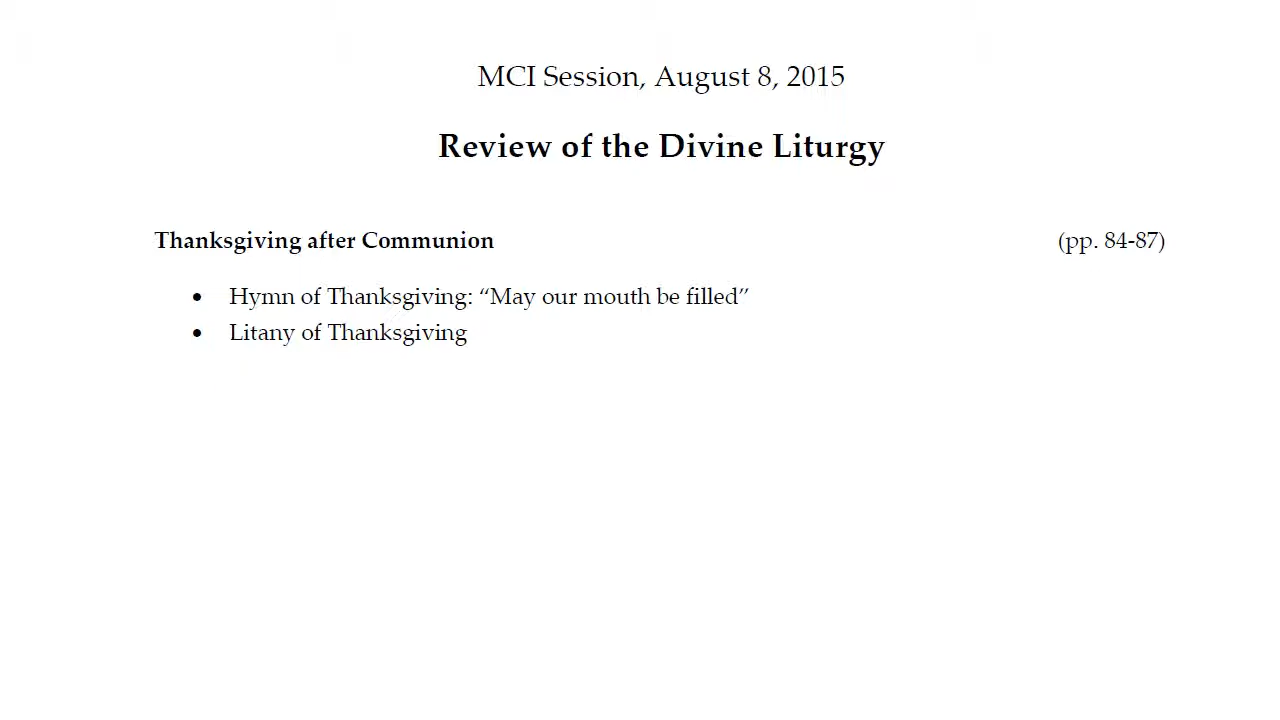 MCI Session, August 8, 2015
Review of the Divine Liturgy
Thanksgiving after Communion (pp. 84-87)
• Hymn of Thanksgiving: “May our mouth be filled”
• Litany of Thanksgiving